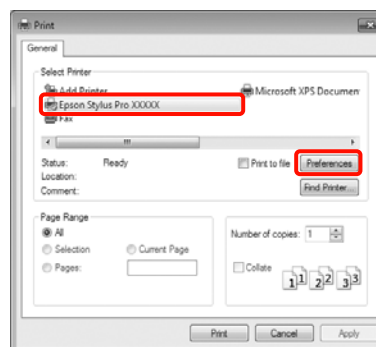 Print
General
Select Printer
Add Printer
Microsoft XPS Documen
Epson Stylus Pro XXXXX
Fax
Status: Ready
Print to file
Preferences
Location:
Comment:
Find Printer...
Page Range
All
Selection
Current Page
Pages:
Number of copies: 1
Collate
1 1 2 2 3 3
Print
Cancel
Apply